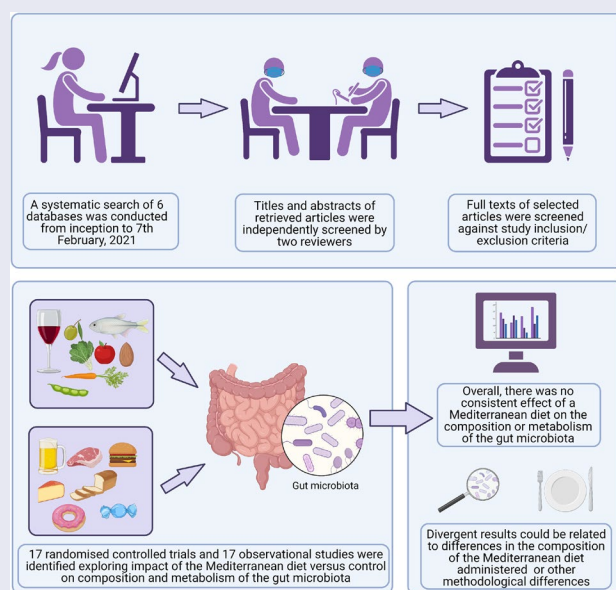 A systematic search of 6
databases was conducted
from inception to 7th
February, 2021
Titles and abstracts of
retrieved articles were
independently screened by
two reviewers
Full texts of selected
articles were screened
against study inclusion/
exclusion criteria
Gut microbiota
17 randomised controlled trials and 17 observational studies were
identified exploring impact of the Mediterranean diet versus control
on composition and metabolism of the gut microbiota
Overall, there was no
consistent effect of a
Mediterranean diet on the
composition or metabolism
of the gut microbiota
Divergent results could be related
to differences in the composition
of the Mediterranean diet
administered or other
methodological differences